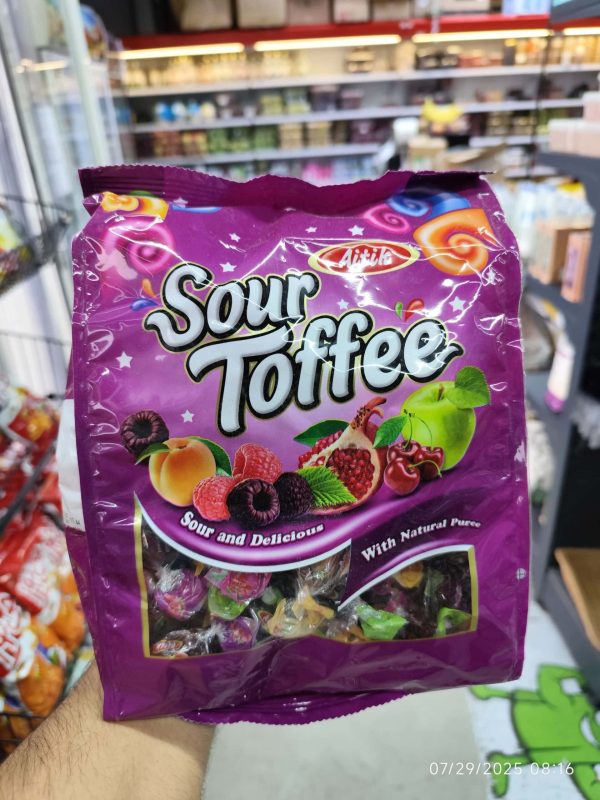 Aitik
Sour
Toffee
Sour and Delicious
With Natural Puree
07/29/2025 08:16